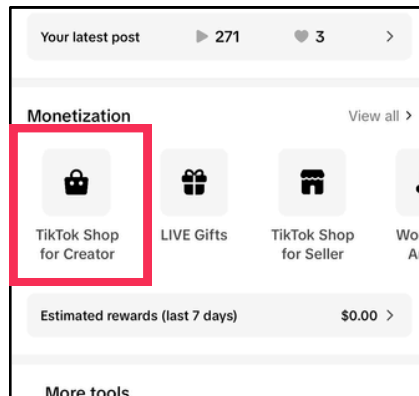 Your latest post 271 3 >
Monetization View all >
TikTok Shop for Creator
LIVE Gifts
TikTok Shop for Seller
Estimated rewards (last 7 days) $0.00 >
More tools